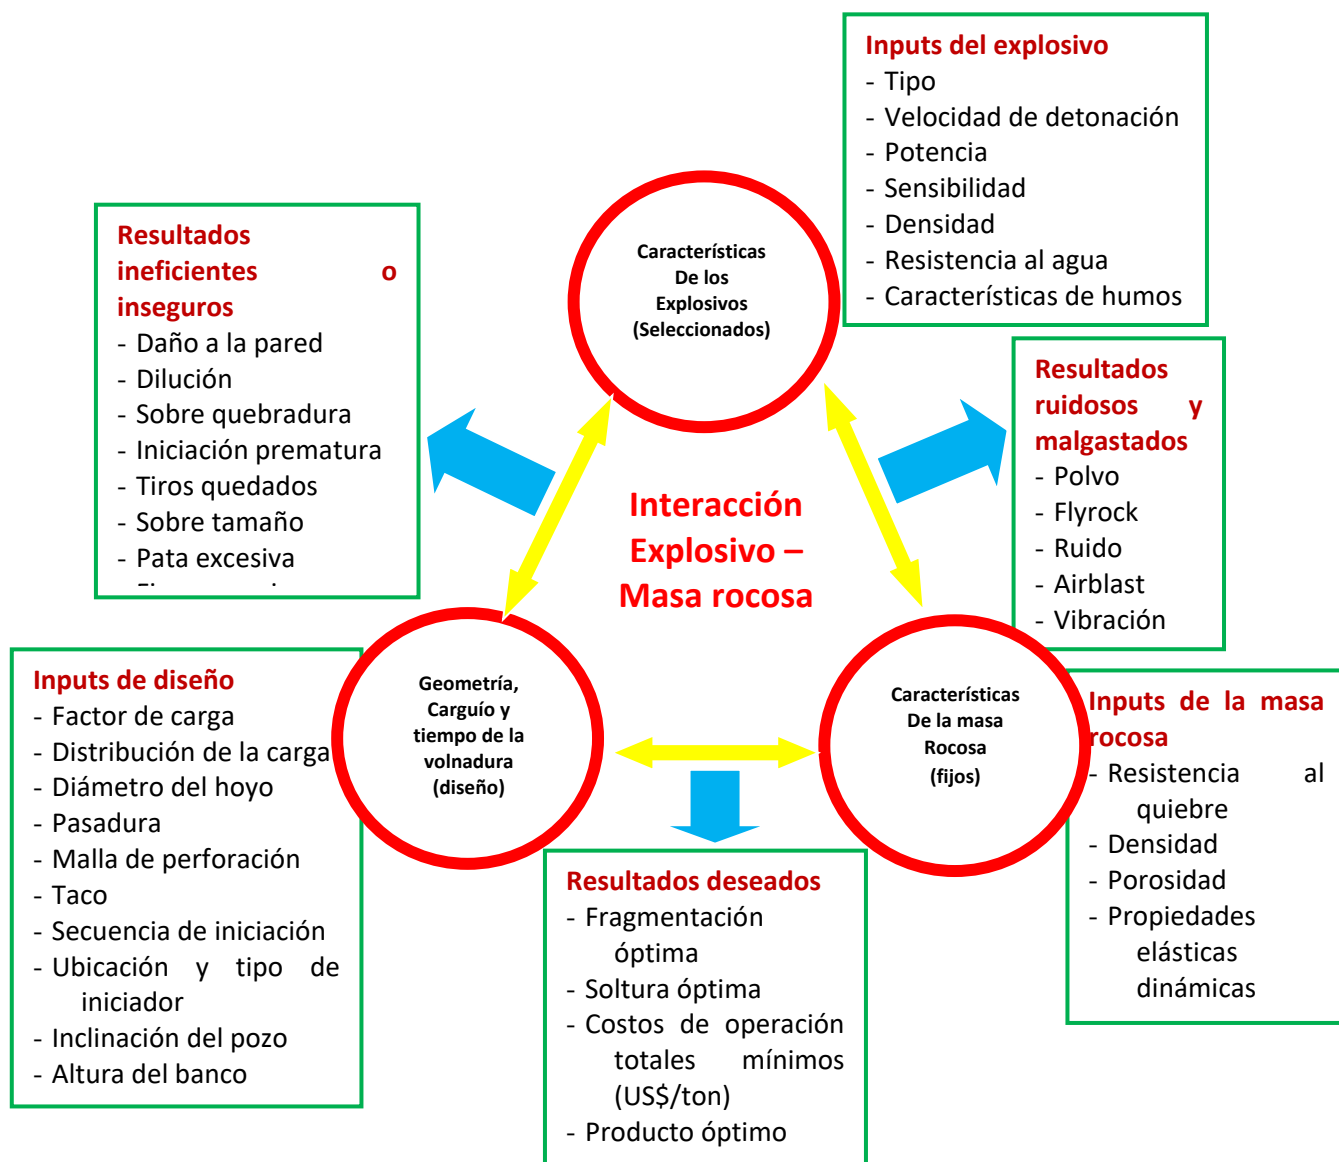 Inputs del explosivo
- Tipo
- Velocidad de detonación
- Potencia
- Sensibilidad
- Densidad
- Resistencia al agua
- Características de humos
Características
De los
Explosivos
(Seleccionados)
Resultados
ineficientes o
inseguros
- Daño a la pared
- Dilución
- Sobre quebradura
- Iniciación prematura
- Tiros quedados
- Sobre tamaño
- Pata excesiva
Resultados
ruidosos y
malgastados
- Polvo
- Flyrock
- Ruido
- Airblast
- Vibración
Interacción
Explosivo –
Masa rocosa
Geometría,
Carguío y
tiempo de la
volnadura
(diseño)
Características
De la masa
Rocosa
(fijos)
Inputs de diseño
- Factor de carga
- Distribución de la carga
- Diámetro del hoyo
- Pasadura
- Malla de perforación
- Taco
- Secuencia de iniciación
- Ubicación y tipo de
iniciador
- Inclinación del pozo
- Altura del banco
Inputs de la masa
rocosa
- Resistencia al
quiebre
- Densidad
- Porosidad
- Propiedades
elásticas
dinámicas
Resultados deseados
- Fragmentación
óptima
- Soltura óptima
- Costos de operación
totales mínimos
(US$/ton)
- Producto óptimo